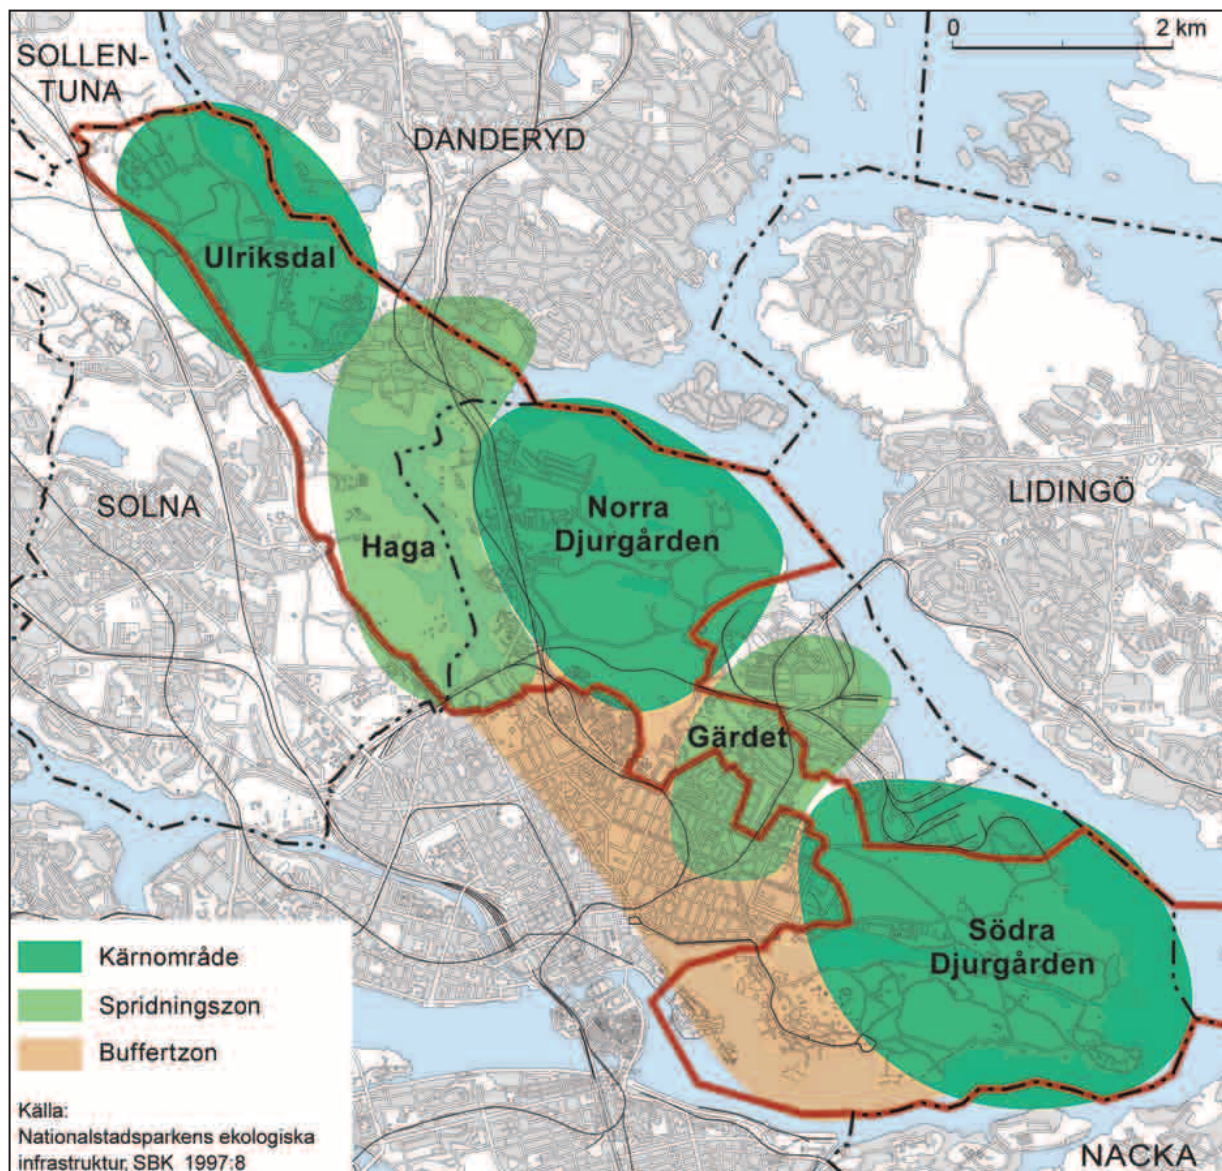 0 2 km
SOLLEN-
TUNA
DANDERYD
Ulriksdal
SOLNA
LIDINGÖ
Norra
Djurgården
Haga
Gärdet
Södra
Djurgården
Kärnområde
Spridningszon
Buffertzon
Källa:
Nationalstadsparkens ekologiska
infrastruktur, SBK 1997:8
NACKA